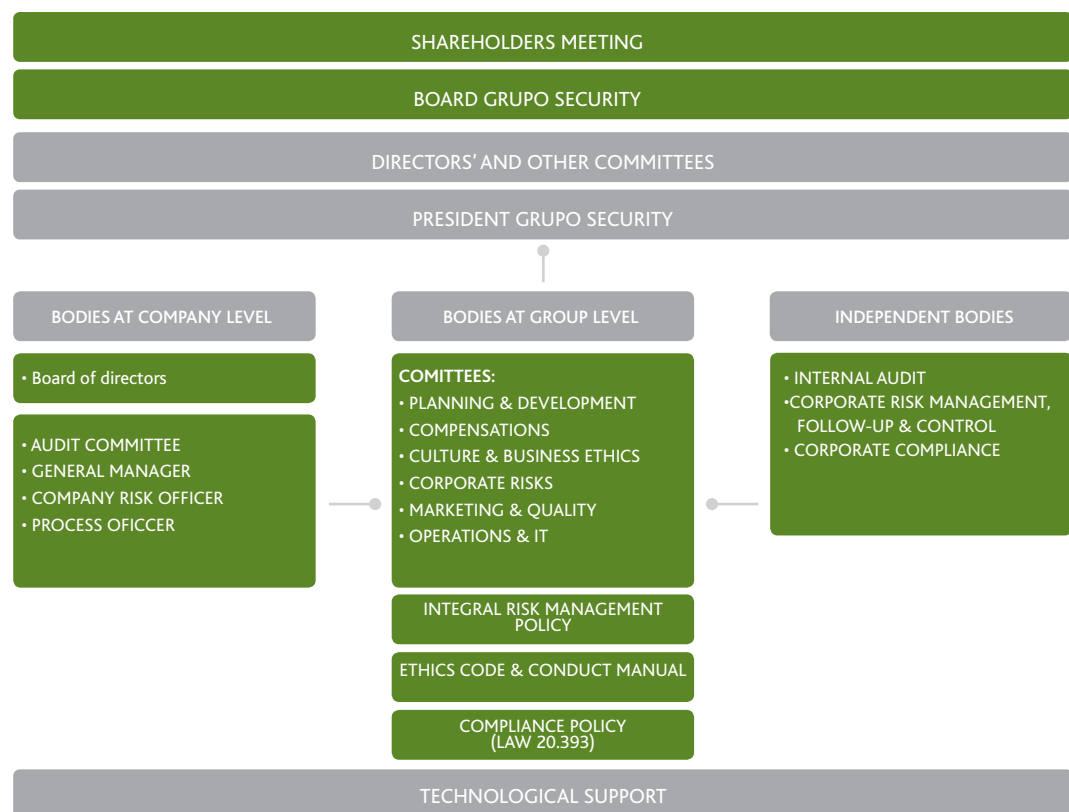 SHAREHOLDERS MEETING
BOARD GRUPO SECURITY
DIRECTORS' AND OTHER COMMITTEES
PRESIDENT GRUPO SECURITY
BODIES AT COMPANY LEVEL
• Board of directors
• AUDIT COMMITTEE
• GENERAL MANAGER
• COMPANY RISK OFFICER
• PROCESS OFICCER
BODIES AT GROUP LEVEL
COMITTEES:
• PLANNING & DEVELOPMENT
• COMPENSATIONS
• CULTURE & BUSINESS ETHICS
• CORPORATE RISKS
• MARKETING & QUALITY
• OPERATIONS & IT
INTEGRAL RISK MANAGEMENT
POLICY
ETHICS CODE & CONDUCT MANUAL
COMPLIANCE POLICY
(LAW 20.393)
INDEPENDENT BODIES
• INTERNAL AUDIT
•CORPORATE RISK MANAGEMENT,
FOLLOW-UP & CONTROL
• CORPORATE COMPLIANCE
TECHNOLOGICAL SUPPORT